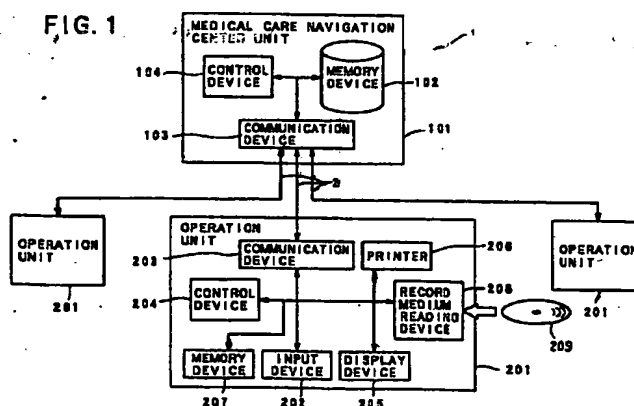 FIG. 1
MEDICAL CARE NAVIGATION
CENTER UNIT
1
104
CONTROL
DEVICE
MEMORY
DEVICE
102
103
COMMUNICATION
DEVICE
101
2
OPERATION
UNIT
201
OPERATION
UNIT
203
COMMUNICATION
DEVICE
PRINTER
206
204
CONTROL
DEVICE
RECORD
MEDIUM
READING
DEVICE
208
209
OPERATION
UNIT
201
MEMORY
DEVICE
INPUT
DEVICE
DISPLAY
DEVICE
201
207
202
205